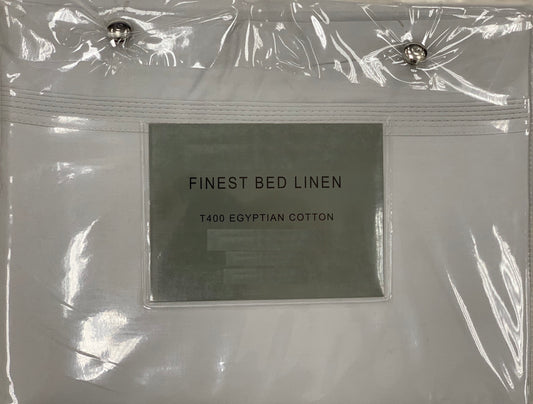 FINEST BED LINEN
T400 EGYPTIAN COTTON